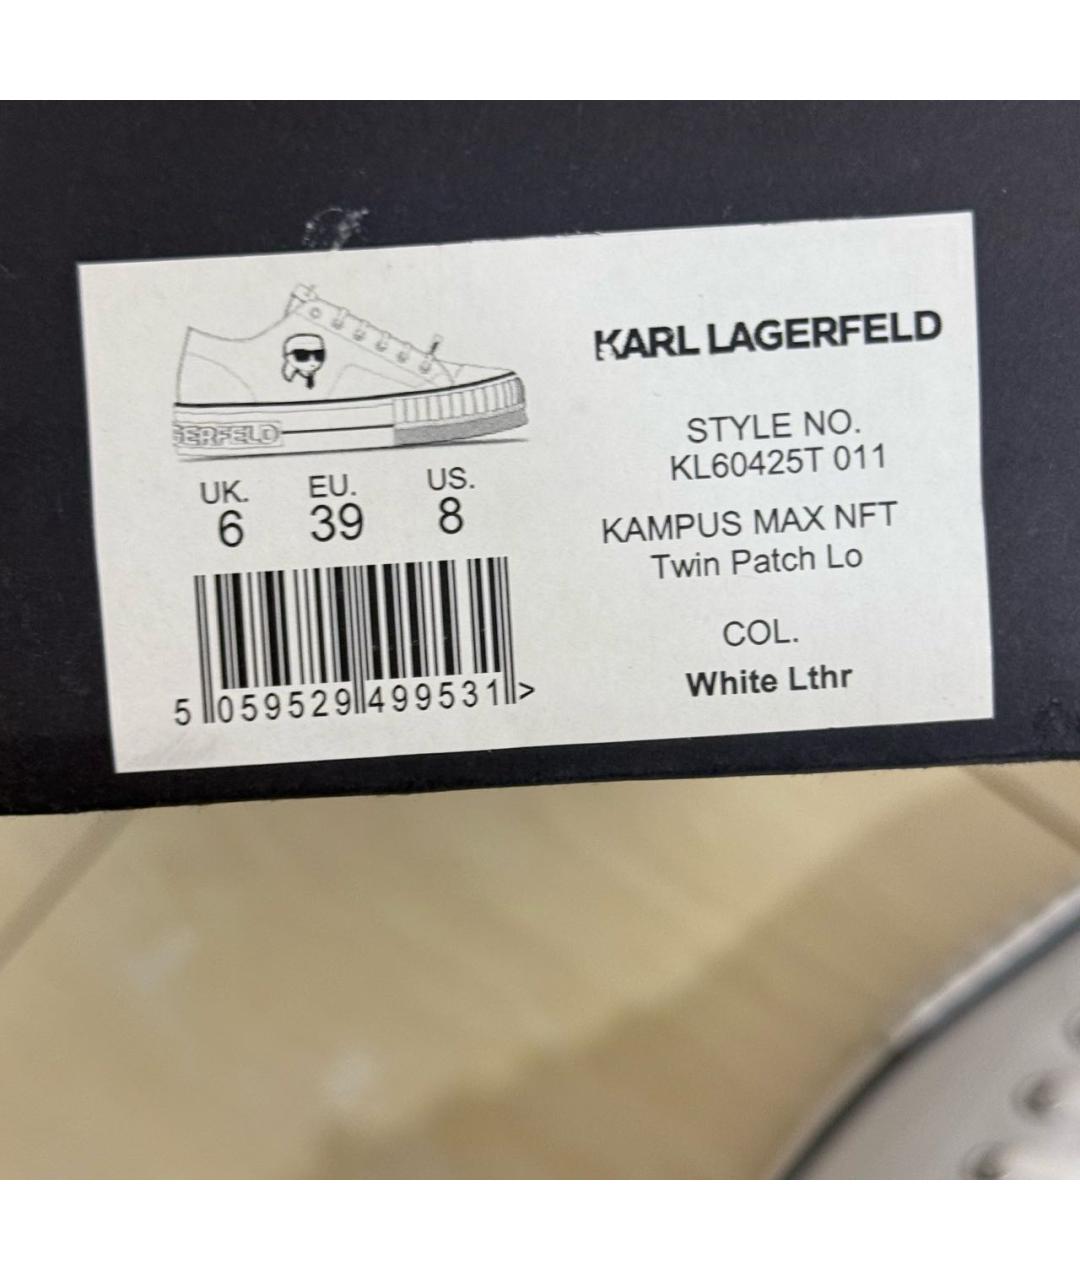 GERFELD
UK. EU. US.
6 39 8
5 059529 499531 >
KARL LAGERFELD
STYLE NO.
KL60425T 011
KAMPUS MAX NFT
Twin Patch Lo
COL.
White Lthr